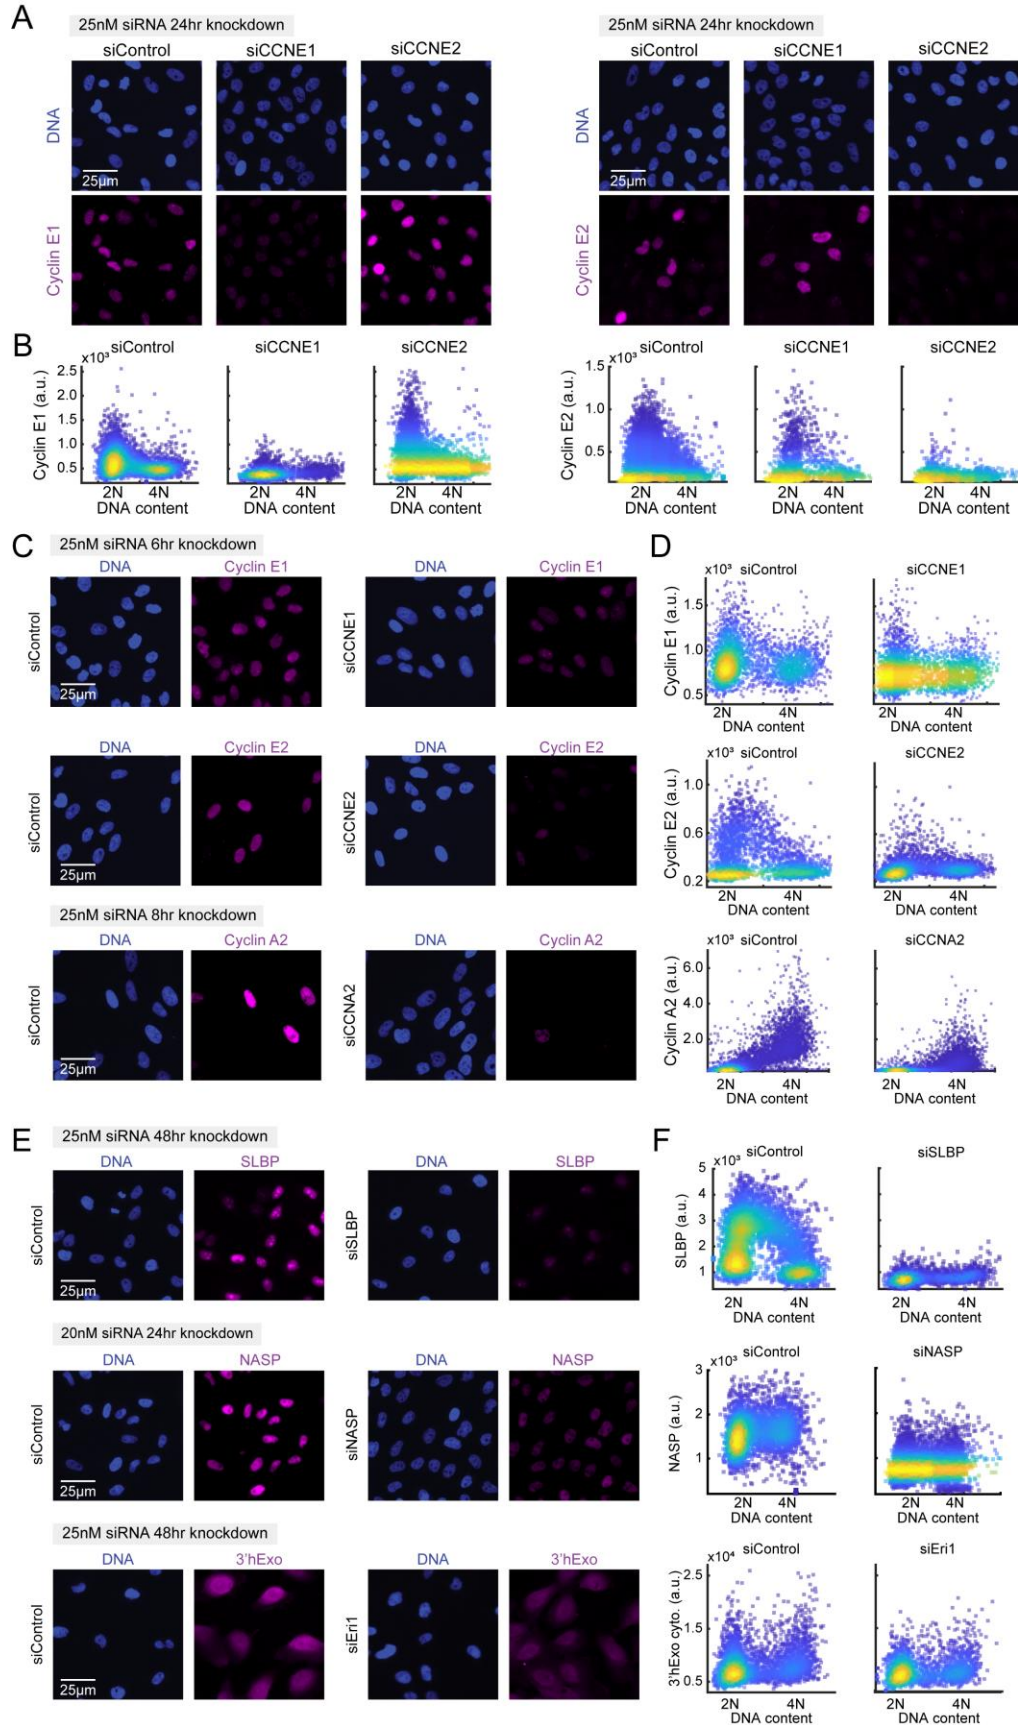 A
25nM siRNA 24hr knockdown
25nM siRNA 24hr knockdown
siControl siCCNE1 siCCNE2
siControl siCCNE1 siCCNE2
DNA
25µm
DNA
25µm
Cyclin E1
Cyclin E2
B
siControl siCCNE1 siCCNE2
siControl siCCNE1 siCCNE2
x10³
2.5
2.0
1.5
1.0
0.5
Cyclin E1 (a.u.)
2N 4N 2N 4N 2N 4N
DNA content DNA content DNA content
x10³
1.5
1.0
0.5
Cyclin E2 (a.u.)
2N 4N 2N 4N 2N 4N
DNA content DNA content DNA content
C
25nM siRNA 6hr knockdown
DNA Cyclin E1 DNA Cyclin E1
siControl
25µm
siCCNE1
DNA Cyclin E2 DNA Cyclin E2
siControl
25µm
siCCNE2
25nM siRNA 8hr knockdown
DNA Cyclin A2 DNA Cyclin A2
siControl
25µm
siCCNA2
D
x10³ siControl siCCNE1
1.5
1.0
0.5
Cyclin E1 (a.u.)
2N 4N 2N 4N
DNA content DNA content
x10³ siControl siCCNE2
1.0
0.6
0.2
Cyclin E2 (a.u.)
2N 4N 2N 4N
DNA content DNA content
x10³ siControl siCCNA2
6.0
4.0
2.0
Cyclin A2 (a.u.)
2N 4N 2N 4N
DNA content DNA content
E
25nM siRNA 48hr knockdown
DNA SLBP DNA SLBP
siControl
25µm
siSLBP
20nM siRNA 24hr knockdown
DNA NASP DNA NASP
siControl
25µm
siNASP
25nM siRNA 48hr knockdown
DNA 3'hExo DNA 3'hExo
siControl
25µm
siEri1
F
siControl siSLBP
x10³
5
4
3
2
1
SLBP (a.u.)
2N 4N 2N 4N
DNA content DNA content
siControl siNASP
x10³
3
2
1
NASP (a.u.)
2N 4N 2N 4N
DNA content DNA content
siControl siEri1
x10⁴
2.5
1.5
0.5
3'hExo cyto. (a.u.)
2N 4N 2N 4N
DNA content DNA content